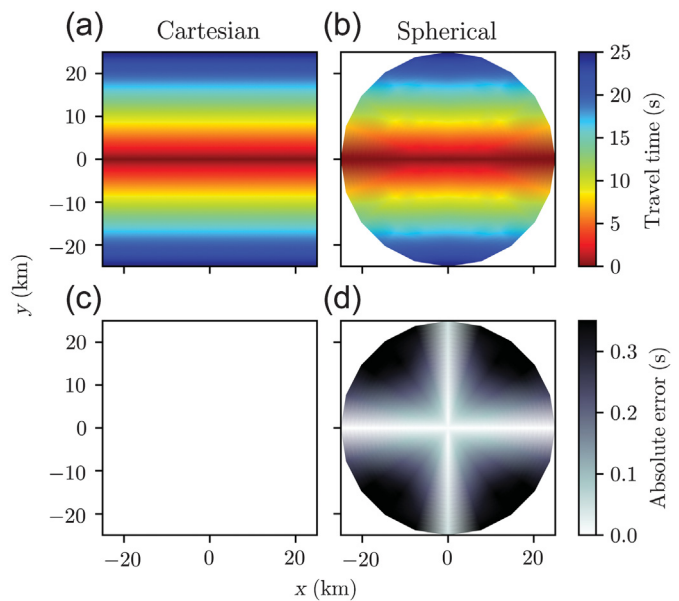 (a) Cartesian (b) Spherical
20
10
0
−10
−20
25
20
15
10
5
0
Travel time (s)
(c) (d)
20
10
0
−10
−20
−20 0 20
−20 0 20
0.3
0.2
0.1
0.0
Absolute error (s)
y (km)
x (km)